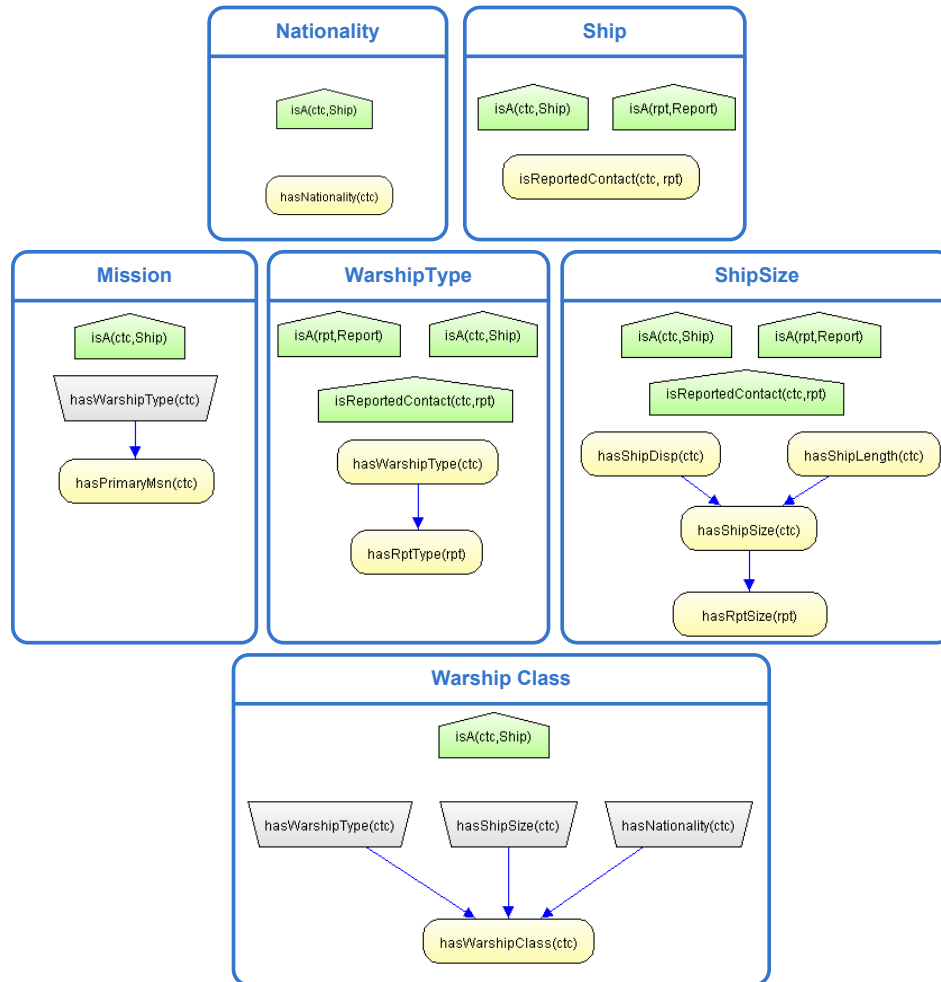 Nationality
isA(ctc,Ship)
hasNationality(ctc)
Ship
isA(ctc,Ship)
isA(rpt,Report)
isReportedContact(ctc, rpt)
Mission
isA(ctc,Ship)
hasWarshipType(ctc)
hasPrimaryMsn(ctc)
WarshipType
isA(rpt,Report)
isA(ctc,Ship)
isReportedContact(ctc,rpt)
hasWarshipType(ctc)
hasRptType(rpt)
ShipSize
isA(ctc,Ship)
isA(rpt,Report)
isReportedContact(ctc,rpt)
hasShipDisp(ctc)
hasShipLength(ctc)
hasShipSize(ctc)
hasRptSize(rpt)
Warship Class
isA(ctc,Ship)
hasWarshipType(ctc)
hasShipSize(ctc)
hasNationality(ctc)
hasWarshipClass(ctc)